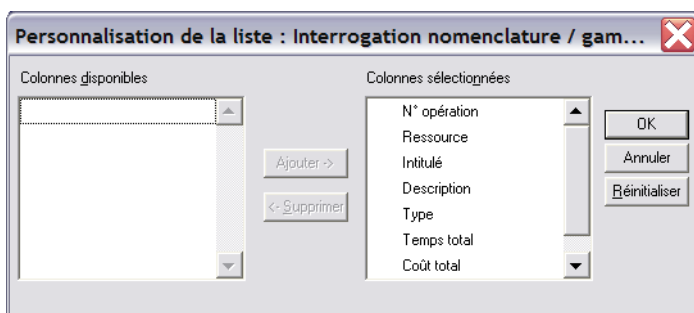 Personnalisation de la liste : Interrogation nomenclature / gam...
Colonnes disponibles
Colonnes sélectionnées
N° opération
Ressource
Intitulé
Description
Type
Temps total
Coût total
Ajouter ->
<- Supprimer
OK
Annuler
Réinitialiser